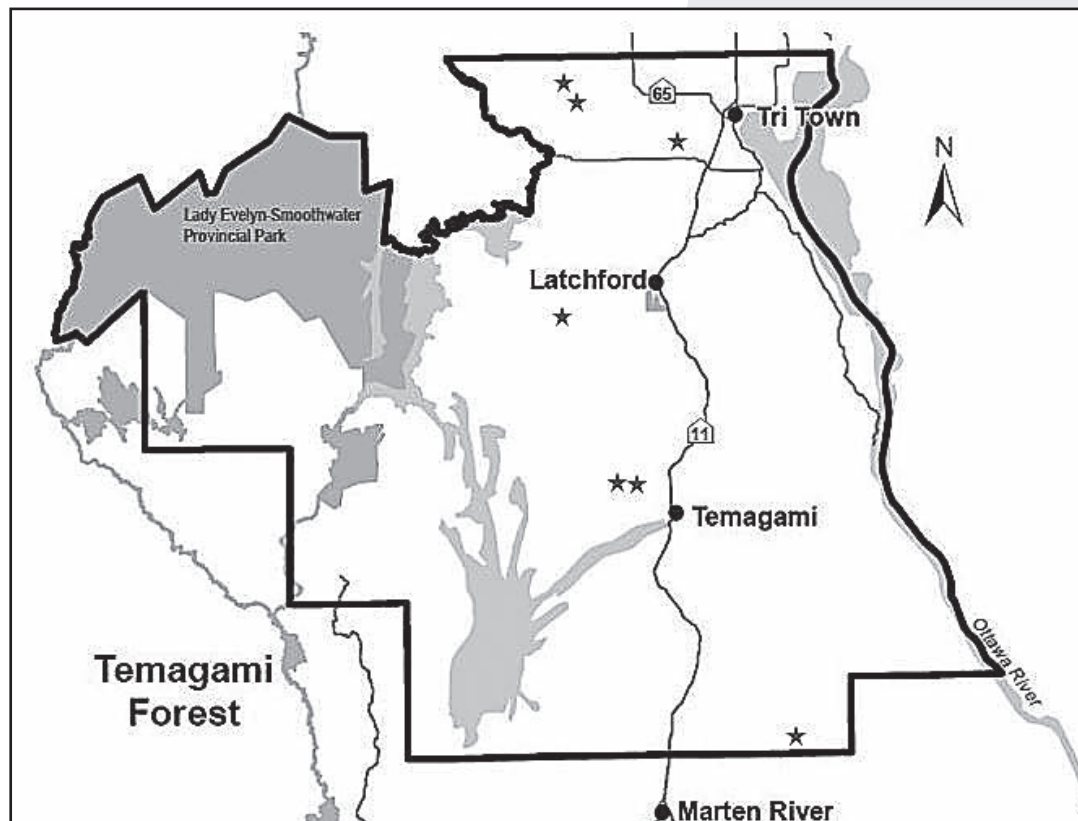 65
Tri Town
N
Lady Evelyn-Smoothwater
Provincial Park
Latchford
11
Temagami
Ottawa River
Temagami
Forest
Marten River